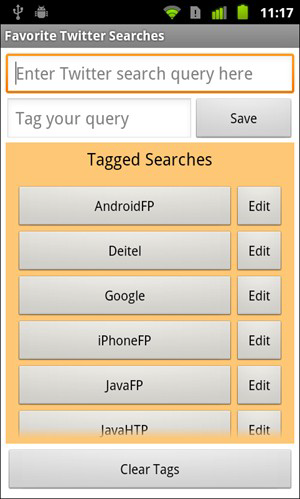 11:17
Favorite Twitter Searches
Enter Twitter search query here
Tag your query Save
Tagged Searches
AndroidFP Edit
Deitel Edit
Google Edit
iPhoneFP Edit
JavaFP Edit
JavaHTP Edit
Clear Tags